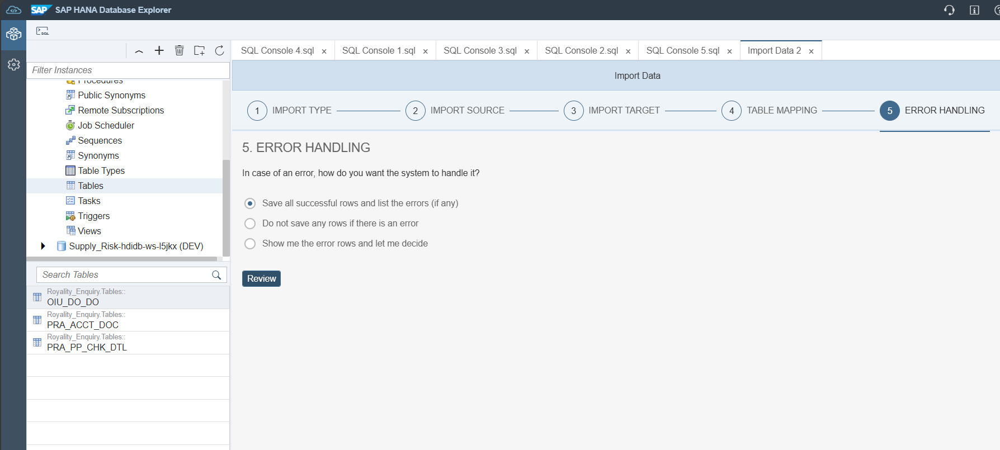 SAP SAP HANA Database Explorer
SQL
SQL Console 4.sql ×
SQL Console 1.sql ×
SQL Console 3.sql ×
SQL Console 2.sql ×
SQL Console 5.sql ×
Import Data 2 ×
Filter Instances
Procedures
Public Synonyms
Remote Subscriptions
Job Scheduler
Sequences
Synonyms
Table Types
Tables
Tasks
Triggers
Views
Supply_Risk-hdidb-ws-l5jkx (DEV)
Search Tables
Royality_Enquiry.Tables::
OIU_DO_DO
Royality_Enquiry.Tables::
PRA_ACCT_DOC
Royality_Enquiry.Tables::
PRA_PP_CHK_DTL
Import Data
1 IMPORT TYPE
2 IMPORT SOURCE
3 IMPORT TARGET
4 TABLE MAPPING
5 ERROR HANDLING
5. ERROR HANDLING
In case of an error, how do you want the system to handle it?
Save all successful rows and list the errors (if any)
Do not save any rows if there is an error
Show me the error rows and let me decide
Review